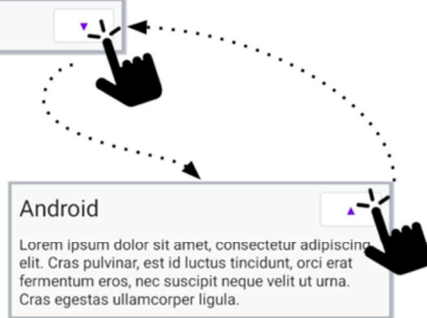 Android
Lorem ipsum dolor sit amet, consectetur adipiscing
elit. Cras pulvinar, est id luctus tincidunt, orci erat
fermentum eros, nec suscipit neque velit ut urna.
Cras egestas ullamcorper ligula.